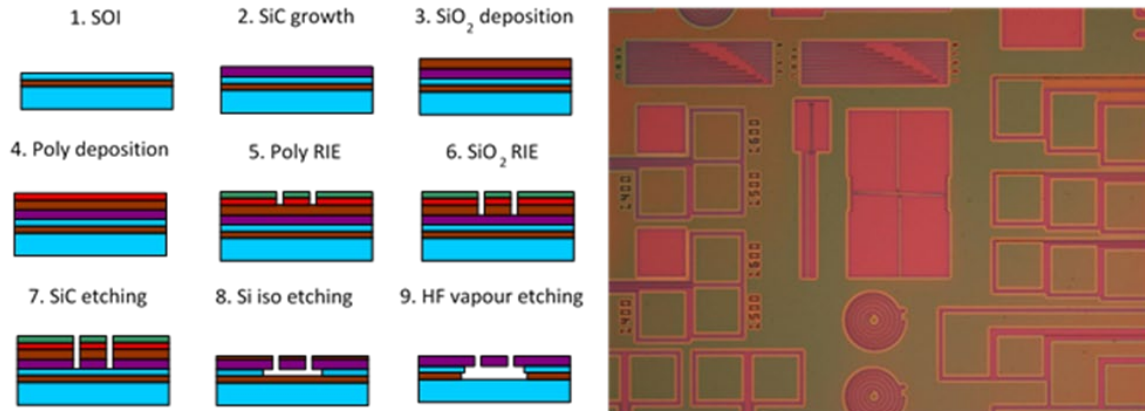 1. SOI
2. SiC growth
3. SiO₂ deposition
4. Poly deposition
5. Poly RIE
6. SiO₂ RIE
7. SiC etching
8. Si iso etching
9. HF vapour etching